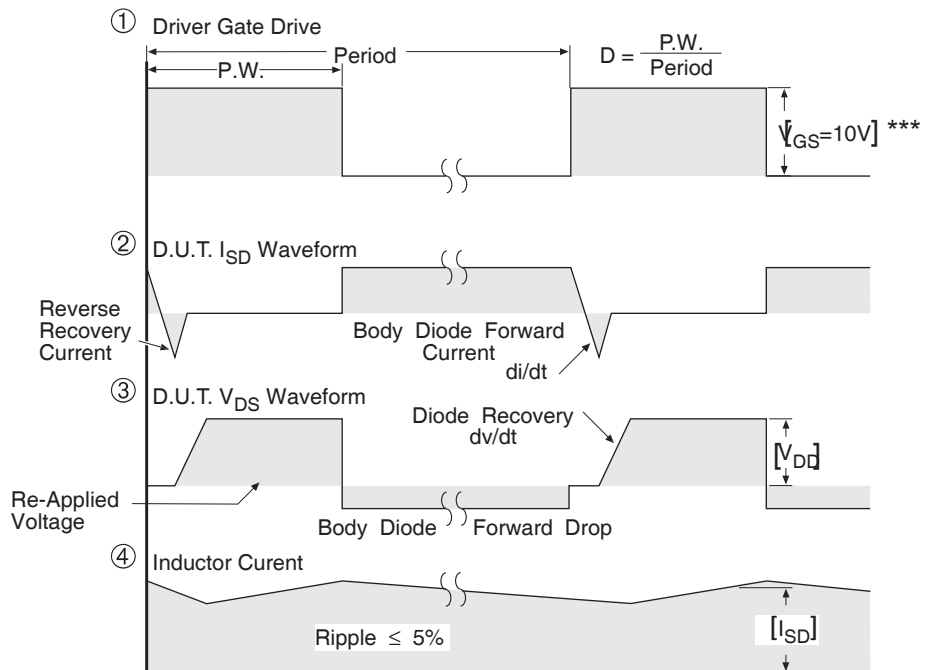 ① Driver Gate Drive
Period
P.W.
D = P.W. / Period
[VGS=10V] ***
② D.U.T. ISD Waveform
Reverse
Recovery
Current
Body Diode Forward
Current
di/dt
③ D.U.T. VDS Waveform
Diode Recovery
dv/dt
[VDD]
Re-Applied
Voltage
Body Diode Forward Drop
④ Inductor Curent
Ripple ≤ 5%
[ISD]